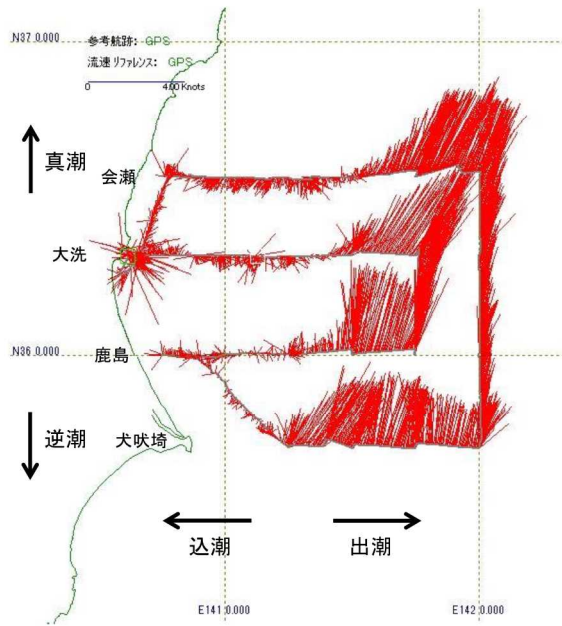 N37 0.000
参考航跡: GPS
流速リファレンス: GPS
0 4.00 Knots
真潮
会瀬
大洗
N36 0.000
鹿島
逆潮
犬吠埼
込潮
出潮
E141 0.000
E142 0.000